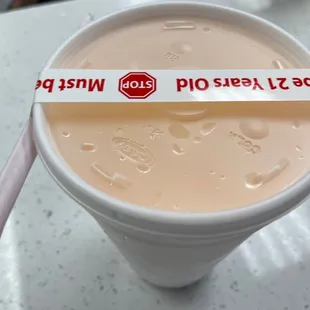 Must be STOP 21 Years Old